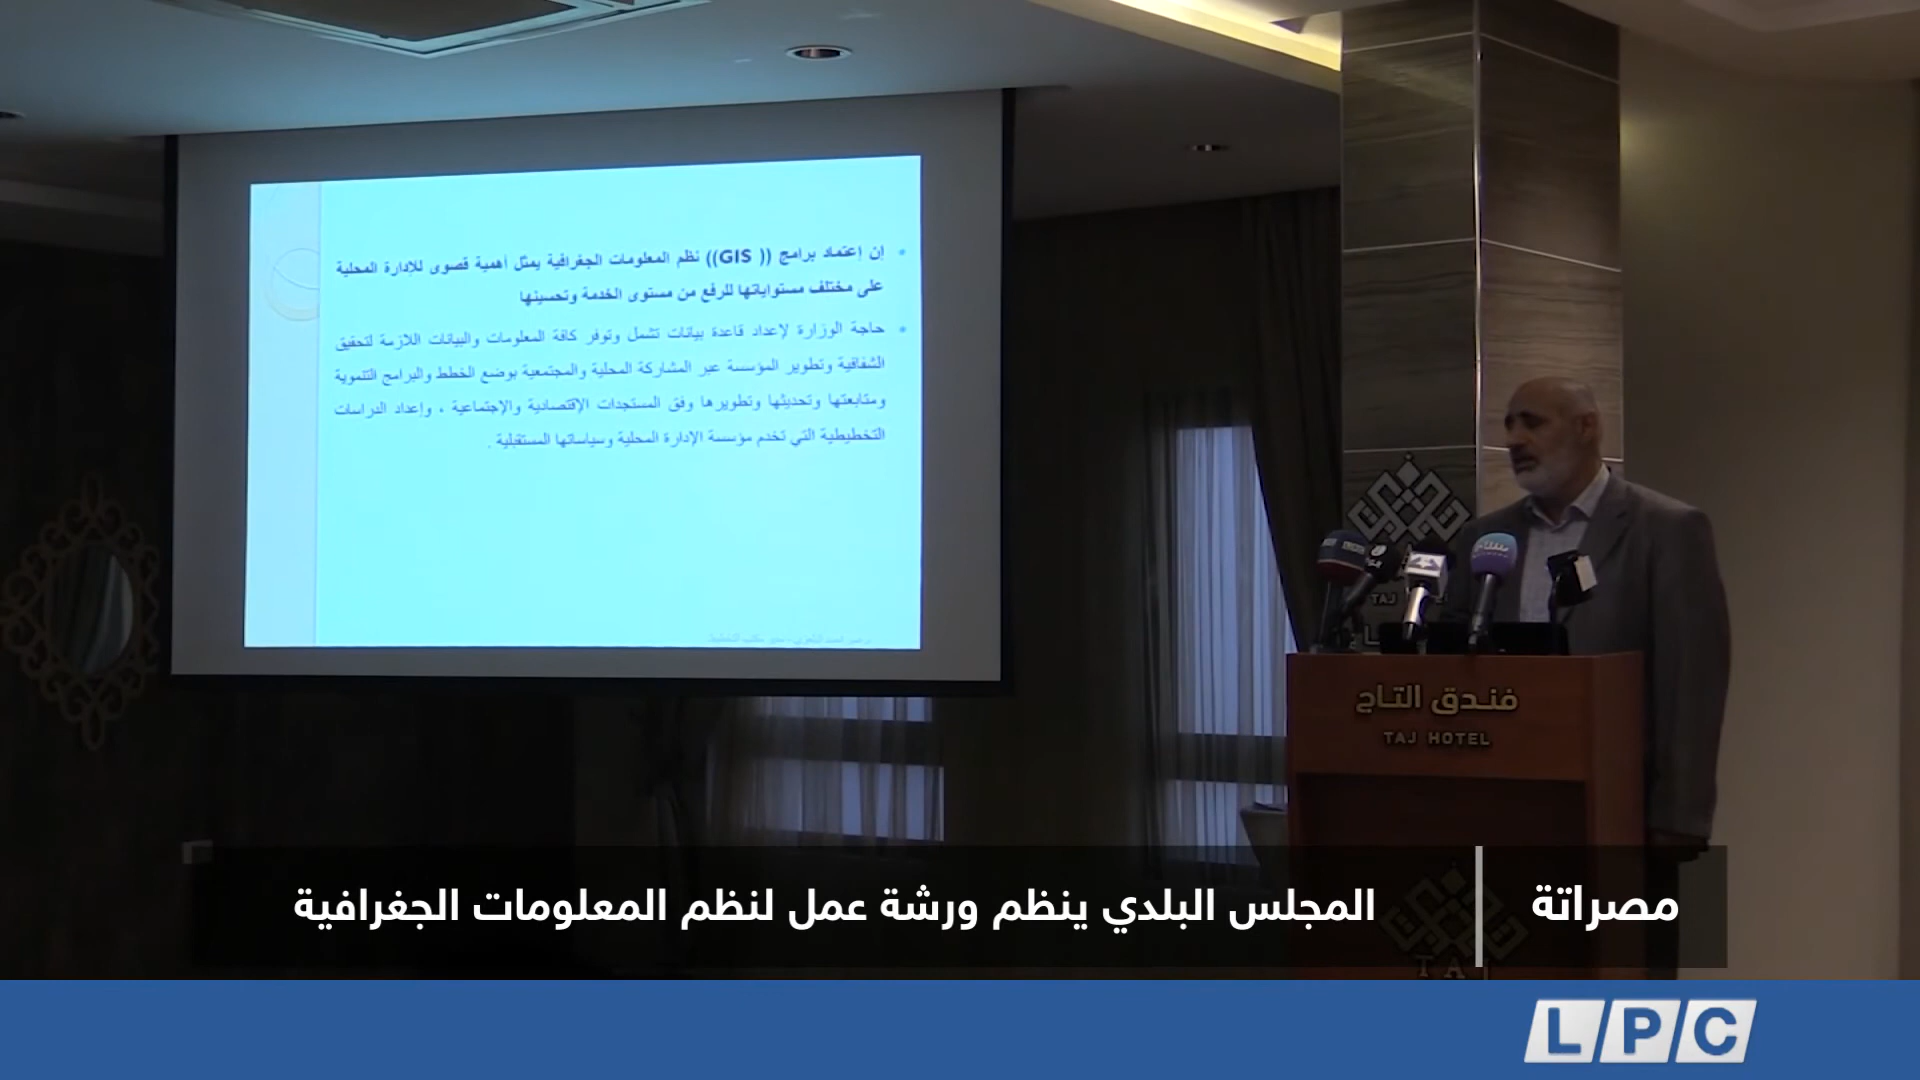 إن إعتماد برامج (( GIS)) نظم المعلومات الجغرافية يمثل أهمية قصوى للإدارة المحلية
على مختلف مستواياتها للرفع من مستوى الخدمة وتحسينها
حاجة الوزارة لإعداد قاعدة بيانات تشمل وتوفر كافة المعلومات والبيانات اللازمة لتحقيق
الشفافية وتطوير المؤسسة عبر المشاركة المحلية والمجتمعية بوضع الخطط والبرامج التنموية
ومتابعتها وتحديثها وتطويرها وفق المستجدات الإقتصادية والإجتماعية ، وإعداد الدراسات
التخطيطية التي تخدم مؤسسة الإدارة المحلية وسياساتها المستقبلية .
فندق التاج
TAJ HOTEL
مصراتة
المجلس البلدي ينظم ورشة عمل لنظم المعلومات الجغرافية
TAJ
LPC